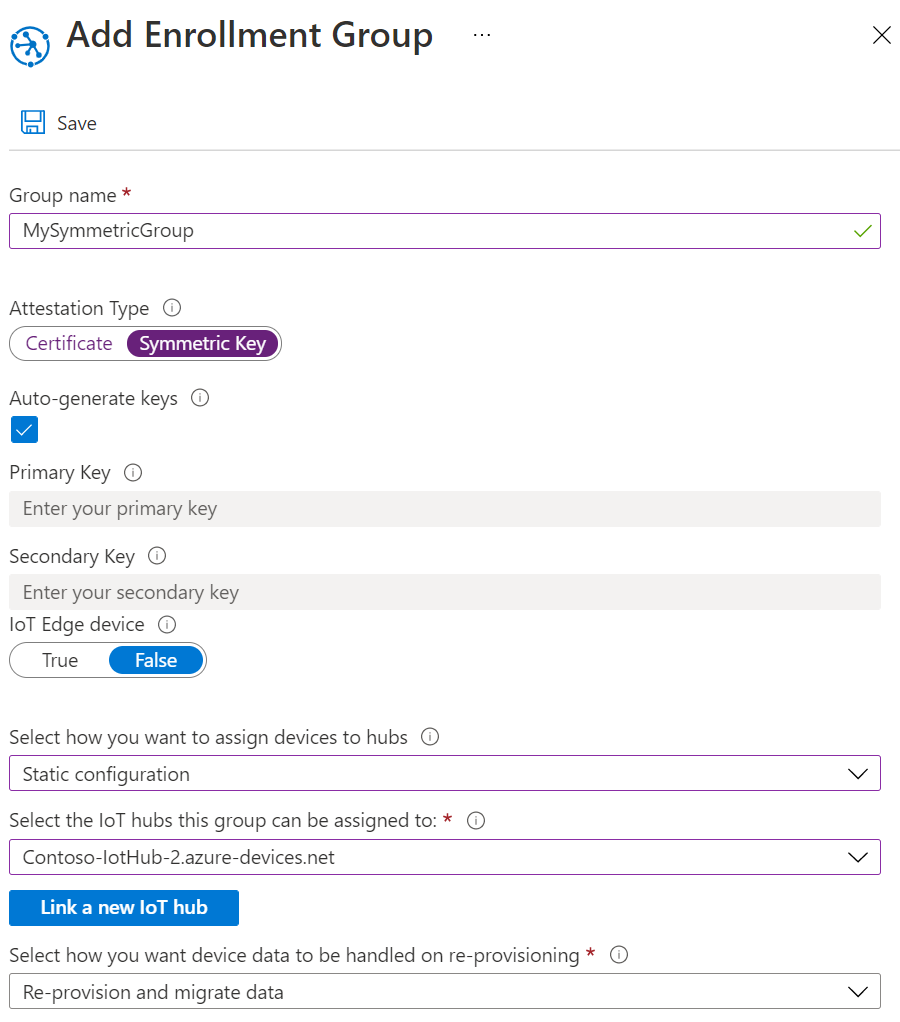 Add Enrollment Group ...
Save
Group name *
MySymmetricGroup
Attestation Type
Certificate Symmetric Key
Auto-generate keys
Primary Key
Enter your primary key
Secondary Key
Enter your secondary key
IoT Edge device
True False
Select how you want to assign devices to hubs
Static configuration
Select the IoT hubs this group can be assigned to: *
Contoso-IotHub-2.azure-devices.net
Link a new IoT hub
Select how you want device data to be handled on re-provisioning *
Re-provision and migrate data